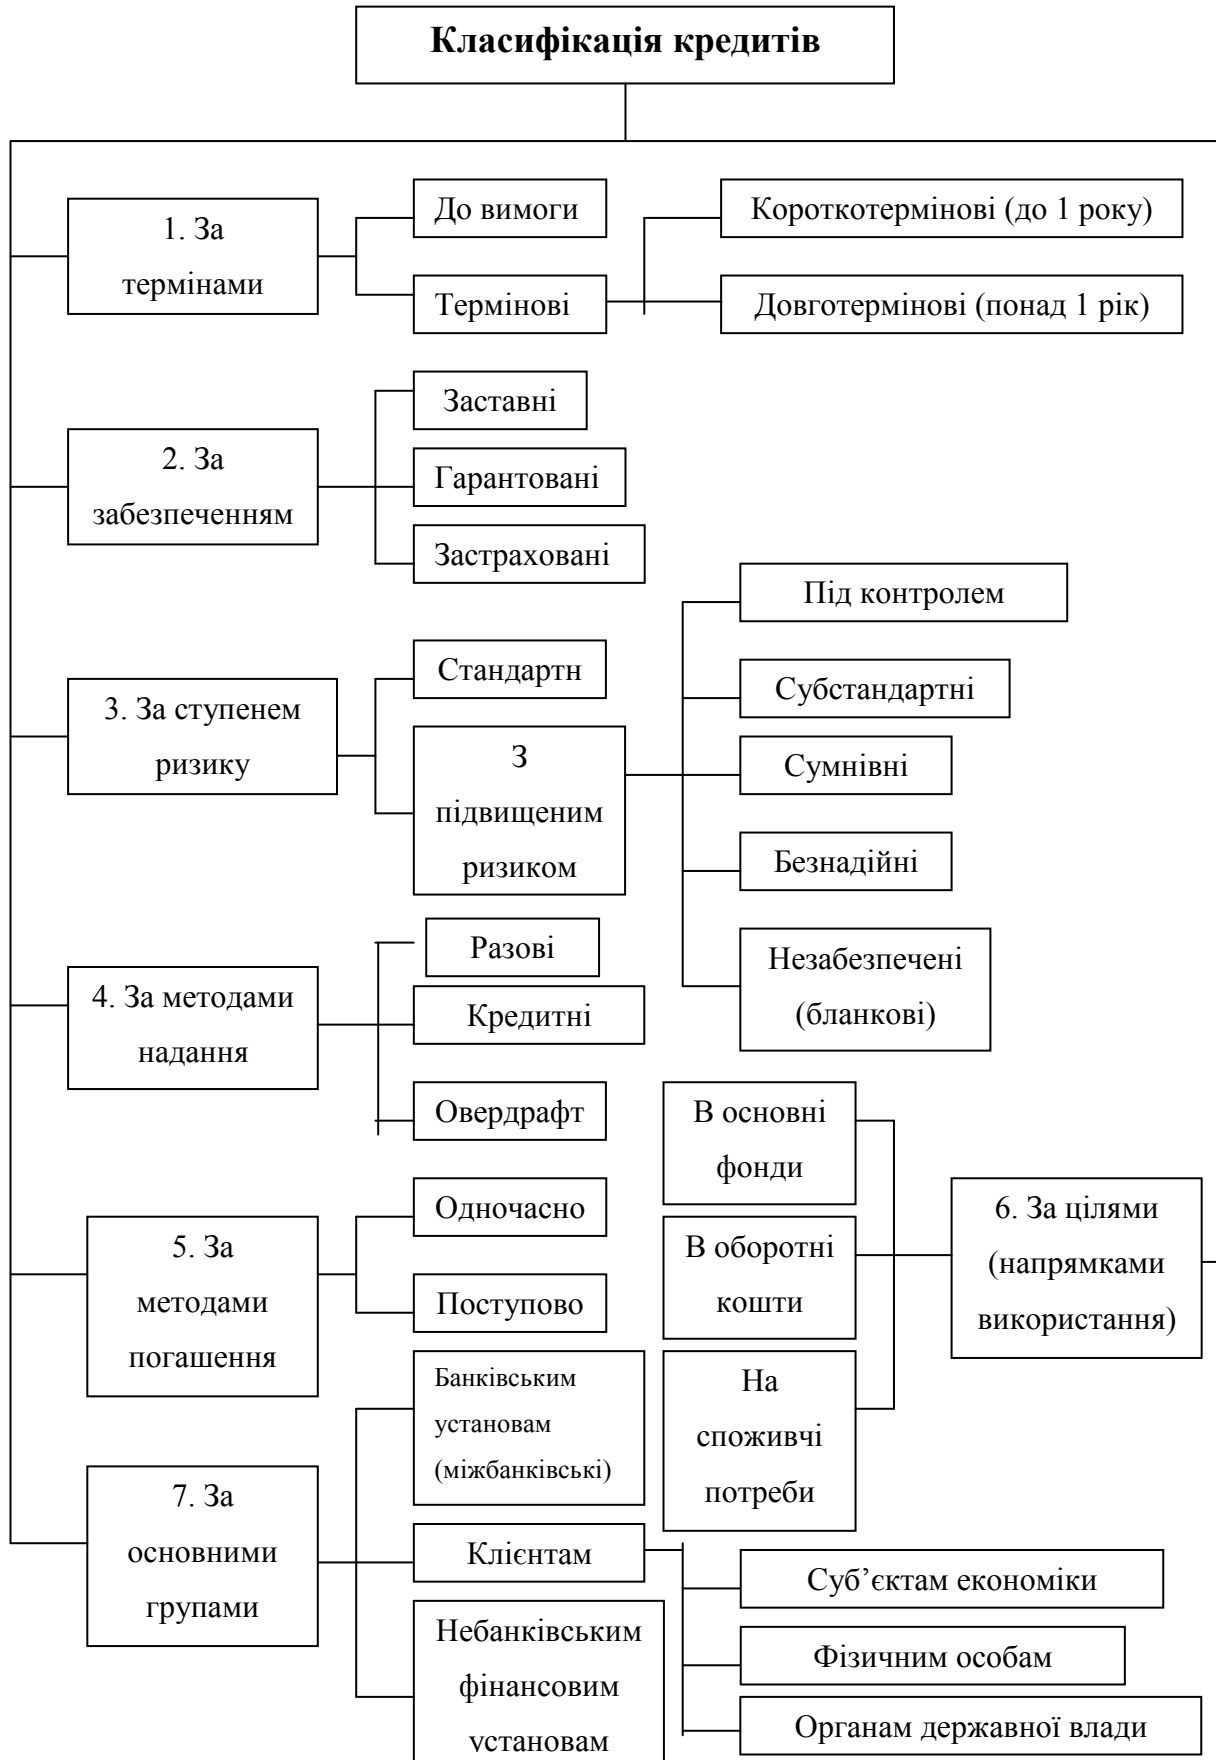 Класифікація кредитів
1. За
термінами
До вимоги
Термінові
Короткотермінові (до 1 року)
Довготермінові (понад 1 рік)
2. За
забезпеченням
Заставні
Гарантовані
Застраховані
3. За ступенем
ризику
Стандартн
З
підвищеним
ризиком
Під контролем
Субстандартні
Сумнівні
Безнадійні
Незабезпечені
(бланкові)
4. За методами
надання
Разові
Кредитні
Овердрафт
5. За
методами
погашення
Одночасно
Поступово
В основні
фонди
В оборотні
кошти
На
споживчі
потреби
6. За цілями
(напрямками
використання)
7. За
основними
групами
Банківським
установам
(міжбанківські)
Клієнтам
Небанківським
фінансовим
установам
Суб’єктам економіки
Фізичним особам
Органам державної влади